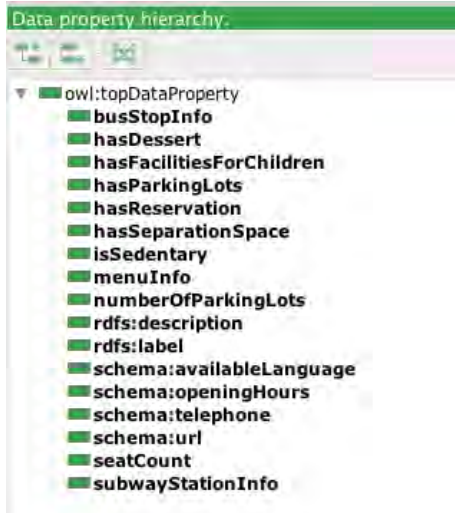 Data property hierarchy.
owl:topDataProperty
busStopInfo
hasDessert
hasFacilitiesForChildren
hasParkingLots
hasReservation
hasSeparationSpace
isSedentary
menuInfo
numberOfParkingLots
rdfs:description
rdfs:label
schema:availableLanguage
schema:openingHours
schema:telephone
schema:url
seatCount
subwayStationInfo